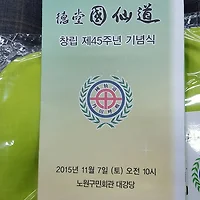 德堂 國仙道
창립 제45주년 기념식
2015년 11월 7일 (토) 오전 10시
노원구민회관 대강당